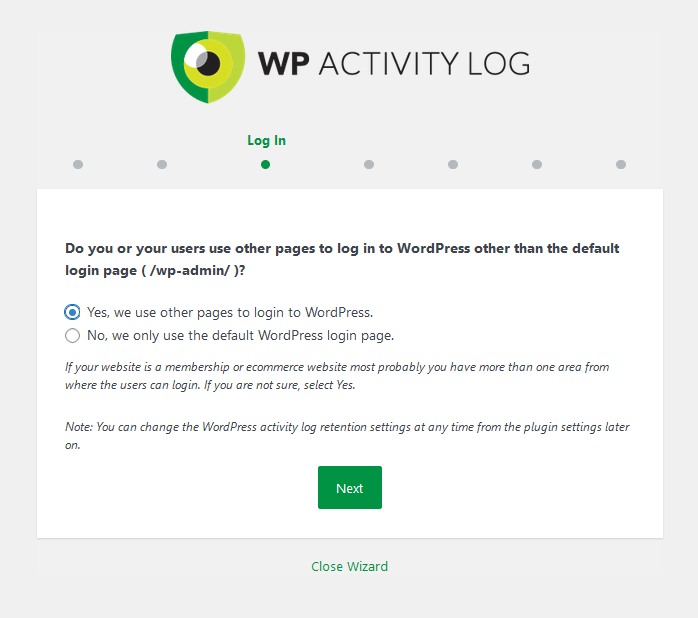 WP ACTIVITY LOG
Log In
Do you or your users use other pages to log in to WordPress other than the default
login page ( /wp-admin/ )?
Yes, we use other pages to login to WordPress.
No, we only use the default WordPress login page.
If your website is a membership or ecommerce website most probably you have more than one area from
where the users can login. If you are not sure, select Yes.
Note: You can change the WordPress activity log retention settings at any time from the plugin settings later
on.
Next
Close Wizard